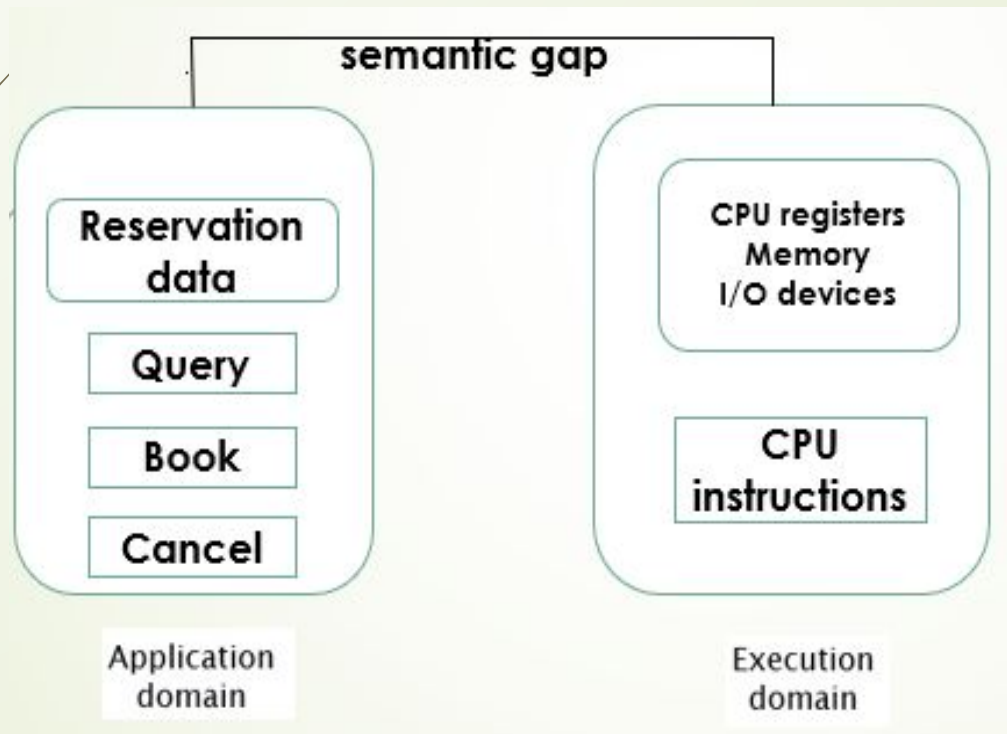 semantic gap
Reservation
data
Query
Book
Cancel
Application
domain
CPU registers
Memory
I/O devices
CPU
instructions
Execution
domain